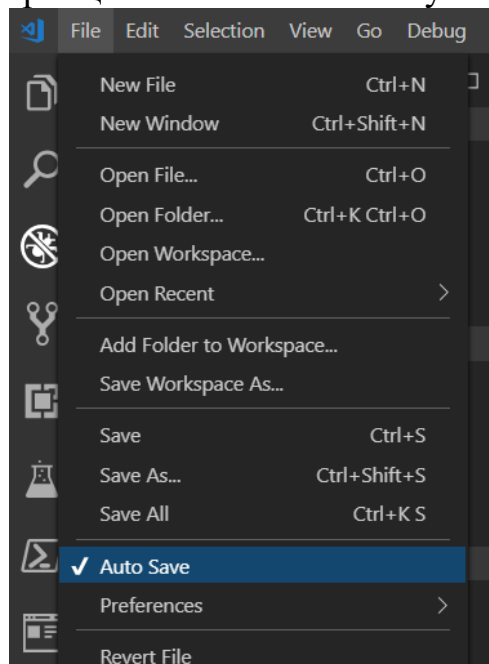 File Edit Selection View Go Debug
New File Ctrl+N
New Window Ctrl+Shift+N
Open File... Ctrl+O
Open Folder... Ctrl+K Ctrl+O
Open Workspace...
Open Recent
Add Folder to Workspace...
Save Workspace As...
Save Ctrl+S
Save As... Ctrl+Shift+S
Save All Ctrl+K S
Auto Save
Preferences
Revert File